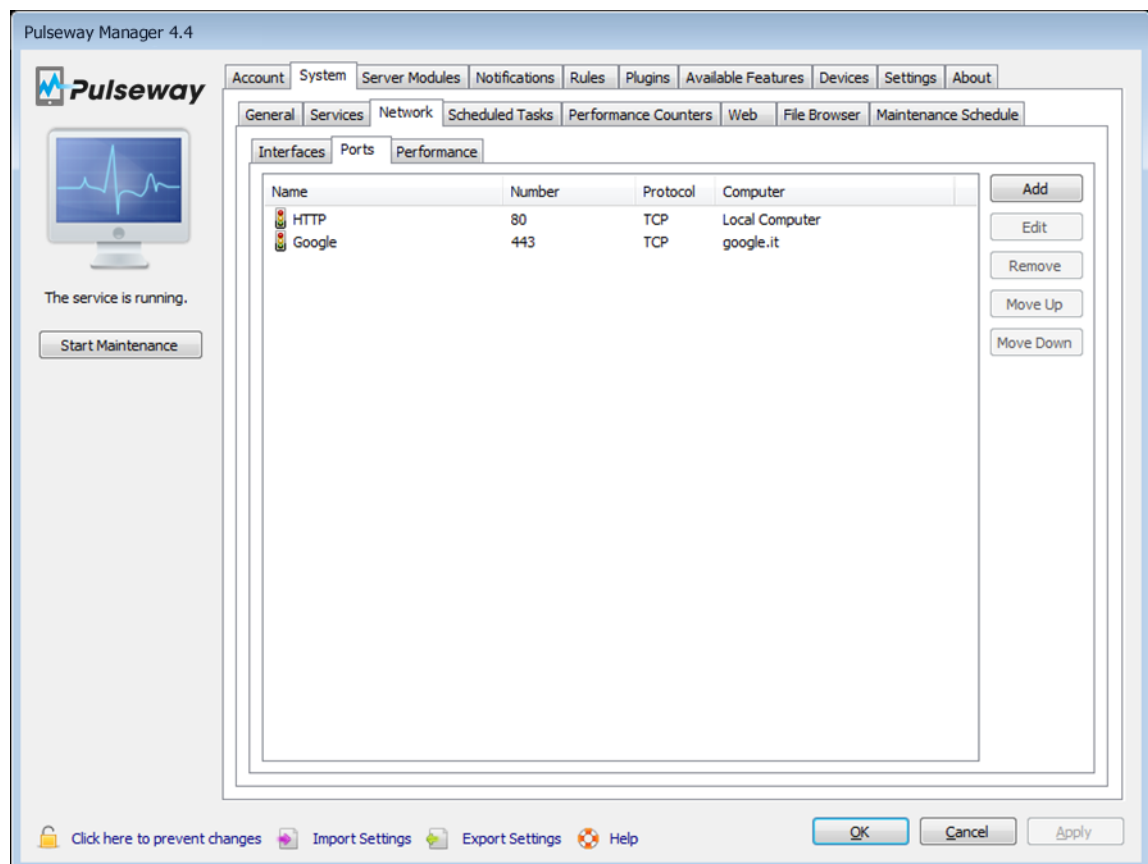 Pulseway Manager 4.4
Pulseway
Account System Server Modules Notifications Rules Plugins Available Features Devices Settings About
General Services Network Scheduled Tasks Performance Counters Web File Browser Maintenance Schedule
Interfaces Ports Performance
Name Number Protocol Computer
HTTP 80 TCP Local Computer
Google 443 TCP google.it
Add
Edit
Remove
Move Up
Move Down
The service is running.
Start Maintenance
Click here to prevent changes Import Settings Export Settings Help
OK Cancel Apply